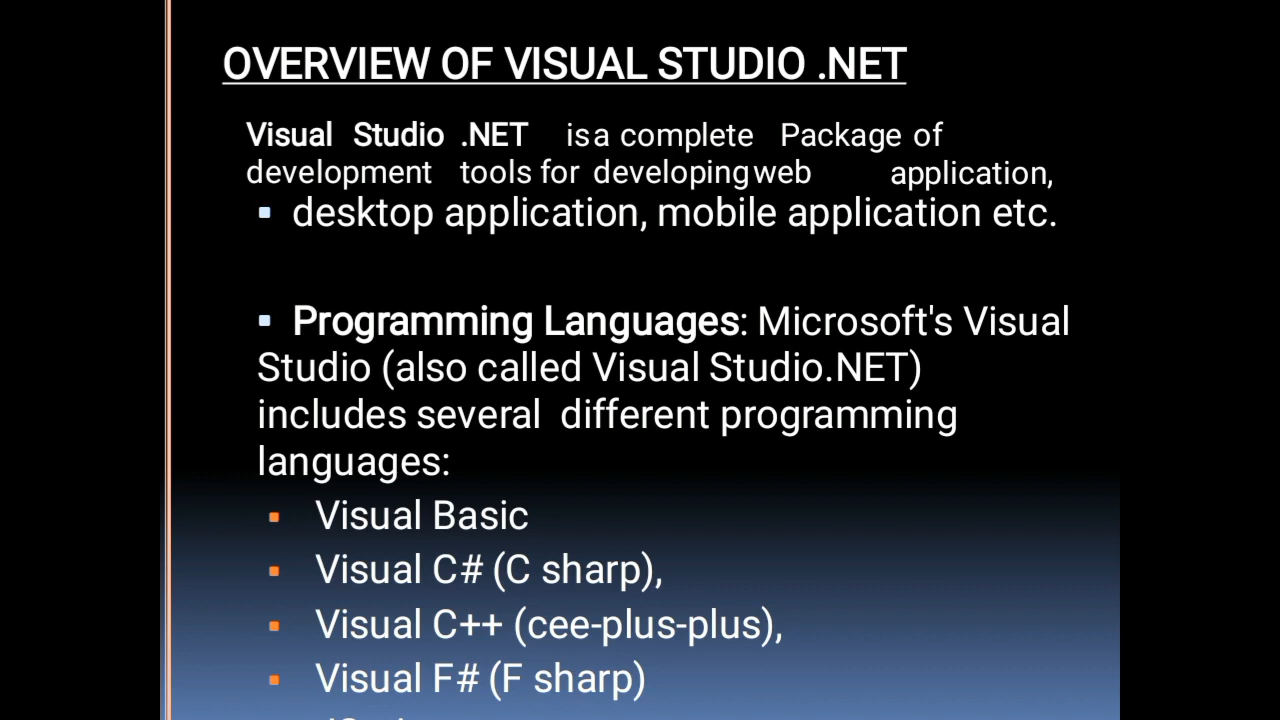 OVERVIEW OF VISUAL STUDIO .NET
Visual Studio .NET is a complete Package of
development tools for developing web application,
▪ desktop application, mobile application etc.
▪ Programming Languages: Microsoft's Visual
Studio (also called Visual Studio.NET)
includes several different programming
languages:
▪ Visual Basic
▪ Visual C# (C sharp),
▪ Visual C++ (cee-plus-plus),
▪ Visual F# (F sharp)